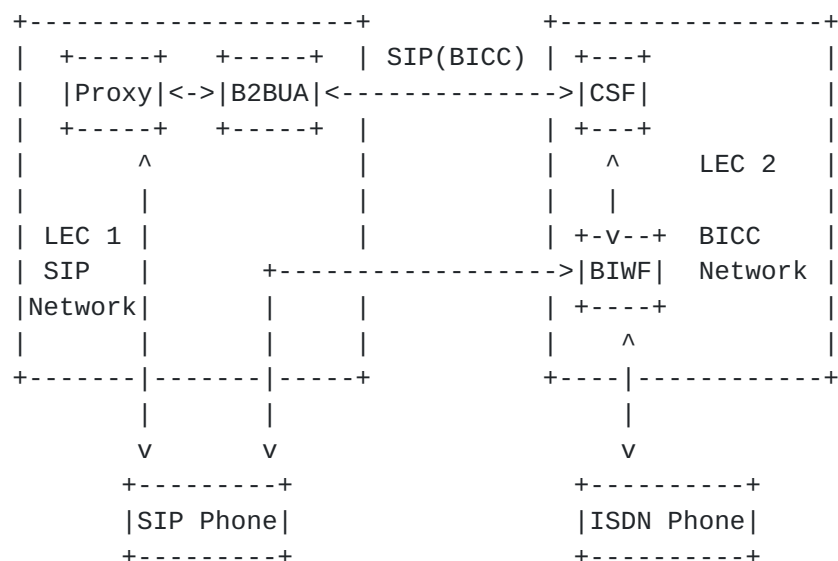 SIP(BICC)
Proxy B2BUA CSF
LEC 2
LEC 1 BICC
SIP BIWF Network
Network
SIP Phone ISDN Phone